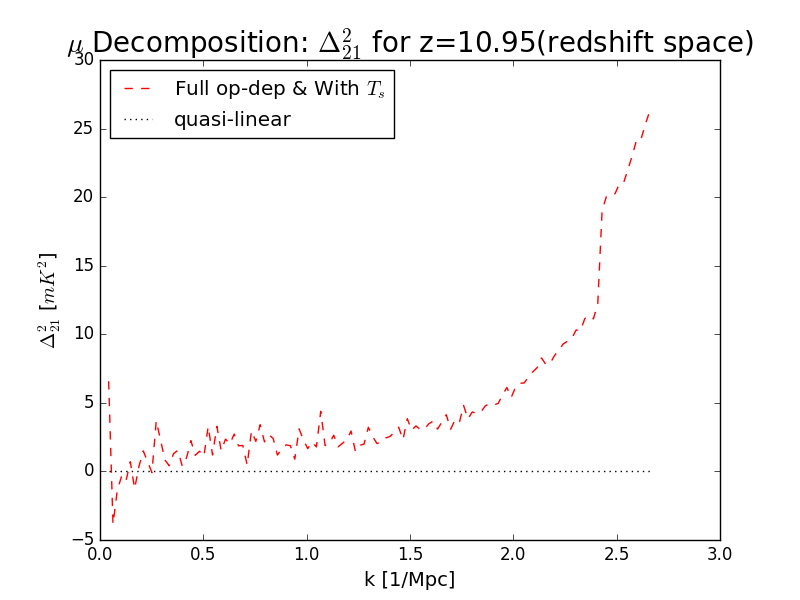 μ Decomposition: Δ²₂₁ for z=10.95(redshift space)
30
25
20
15
10
5
0
−5
Full op-dep & With Tₛ
quasi-linear
Δ²₂₁ [mK²]
0.0 0.5 1.0 1.5 2.0 2.5 3.0
k [1/Mpc]